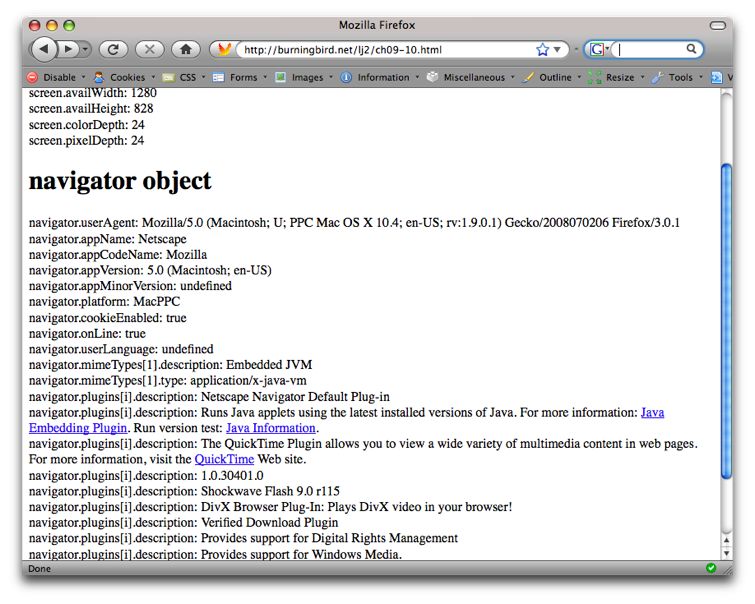 Mozilla Firefox
http://burningbird.net/lj2/ch09-10.html
G
Disable Cookies CSS Forms Images Information Miscellaneous Outline Resize Tools V
screen.availWidth: 1280
screen.availHeight: 828
screen.colorDepth: 24
screen.pixelDepth: 24
navigator object
navigator.userAgent: Mozilla/5.0 (Macintosh; U; PPC Mac OS X 10.4; en-US; rv:1.9.0.1) Gecko/2008070206 Firefox/3.0.1
navigator.appName: Netscape
navigator.appCodeName: Mozilla
navigator.appVersion: 5.0 (Macintosh; en-US)
navigator.appMinorVersion: undefined
navigator.platform: MacPPC
navigator.cookieEnabled: true
navigator.onLine: true
navigator.userLanguage: undefined
navigator.mimeTypes[1].description: Embedded JVM
navigator.mimeTypes[1].type: application/x-java-vm
navigator.plugins[i].description: Netscape Navigator Default Plug-in
navigator.plugins[i].description: Runs Java applets using the latest installed versions of Java. For more information: Java
Embedding Plugin. Run version test: Java Information.
navigator.plugins[i].description: The QuickTime Plugin allows you to view a wide variety of multimedia content in web pages.
For more information, visit the QuickTime Web site.
navigator.plugins[i].description: 1.0.30401.0
navigator.plugins[i].description: Shockwave Flash 9.0 r115
navigator.plugins[i].description: DivX Browser Plug-In: Plays DivX video in your browser!
navigator.plugins[i].description: Verified Download Plugin
navigator.plugins[i].description: Provides support for Digital Rights Management
navigator.plugins[i].description: Provides support for Windows Media.
Done